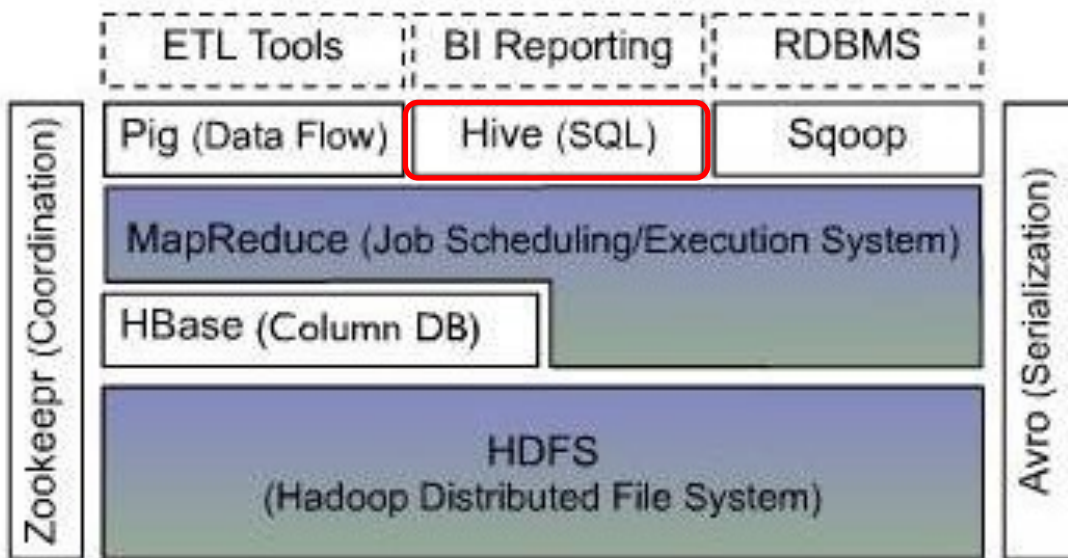 ETL Tools
BI Reporting
RDBMS
Zookeepr (Coordination)
Pig (Data Flow)
Hive (SQL)
Sqoop
MapReduce (Job Scheduling/Execution System)
HBase (Column DB)
HDFS
(Hadoop Distributed File System)
Avro (Serialization)